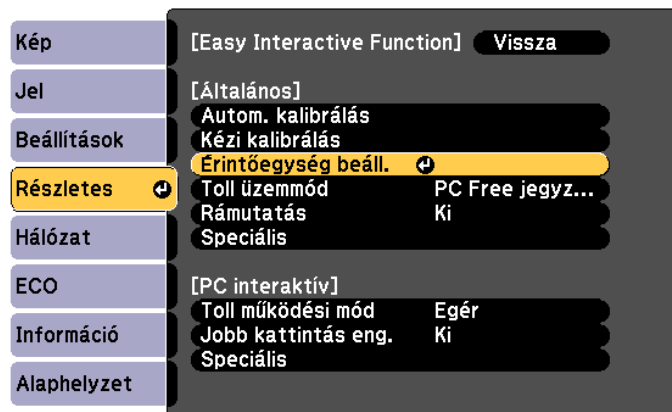 Kép
Jel
Beállítások
Részletes
Hálózat
ECO
Információ
Alaphelyzet
[Easy Interactive Function] Vissza
[Általános]
Autom. kalibrálás
Kézi kalibrálás
Érintőegység beáll.
Toll üzemmód PC Free jegyz...
Rámutatás Ki
Speciális
[PC interaktív]
Toll működési mód Egér
Jobb kattintás eng. Ki
Speciális